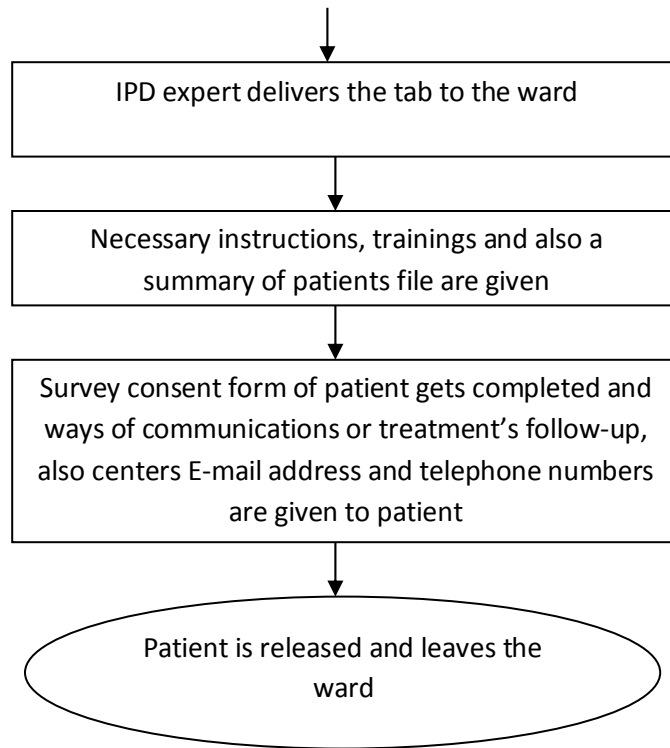 IPD expert delivers the tab to the ward
Necessary instructions, trainings and also a
summary of patients file are given
Survey consent form of patient gets completed and
ways of communications or treatment’s follow-up,
also centers E-mail address and telephone numbers
are given to patient
Patient is released and leaves the
ward